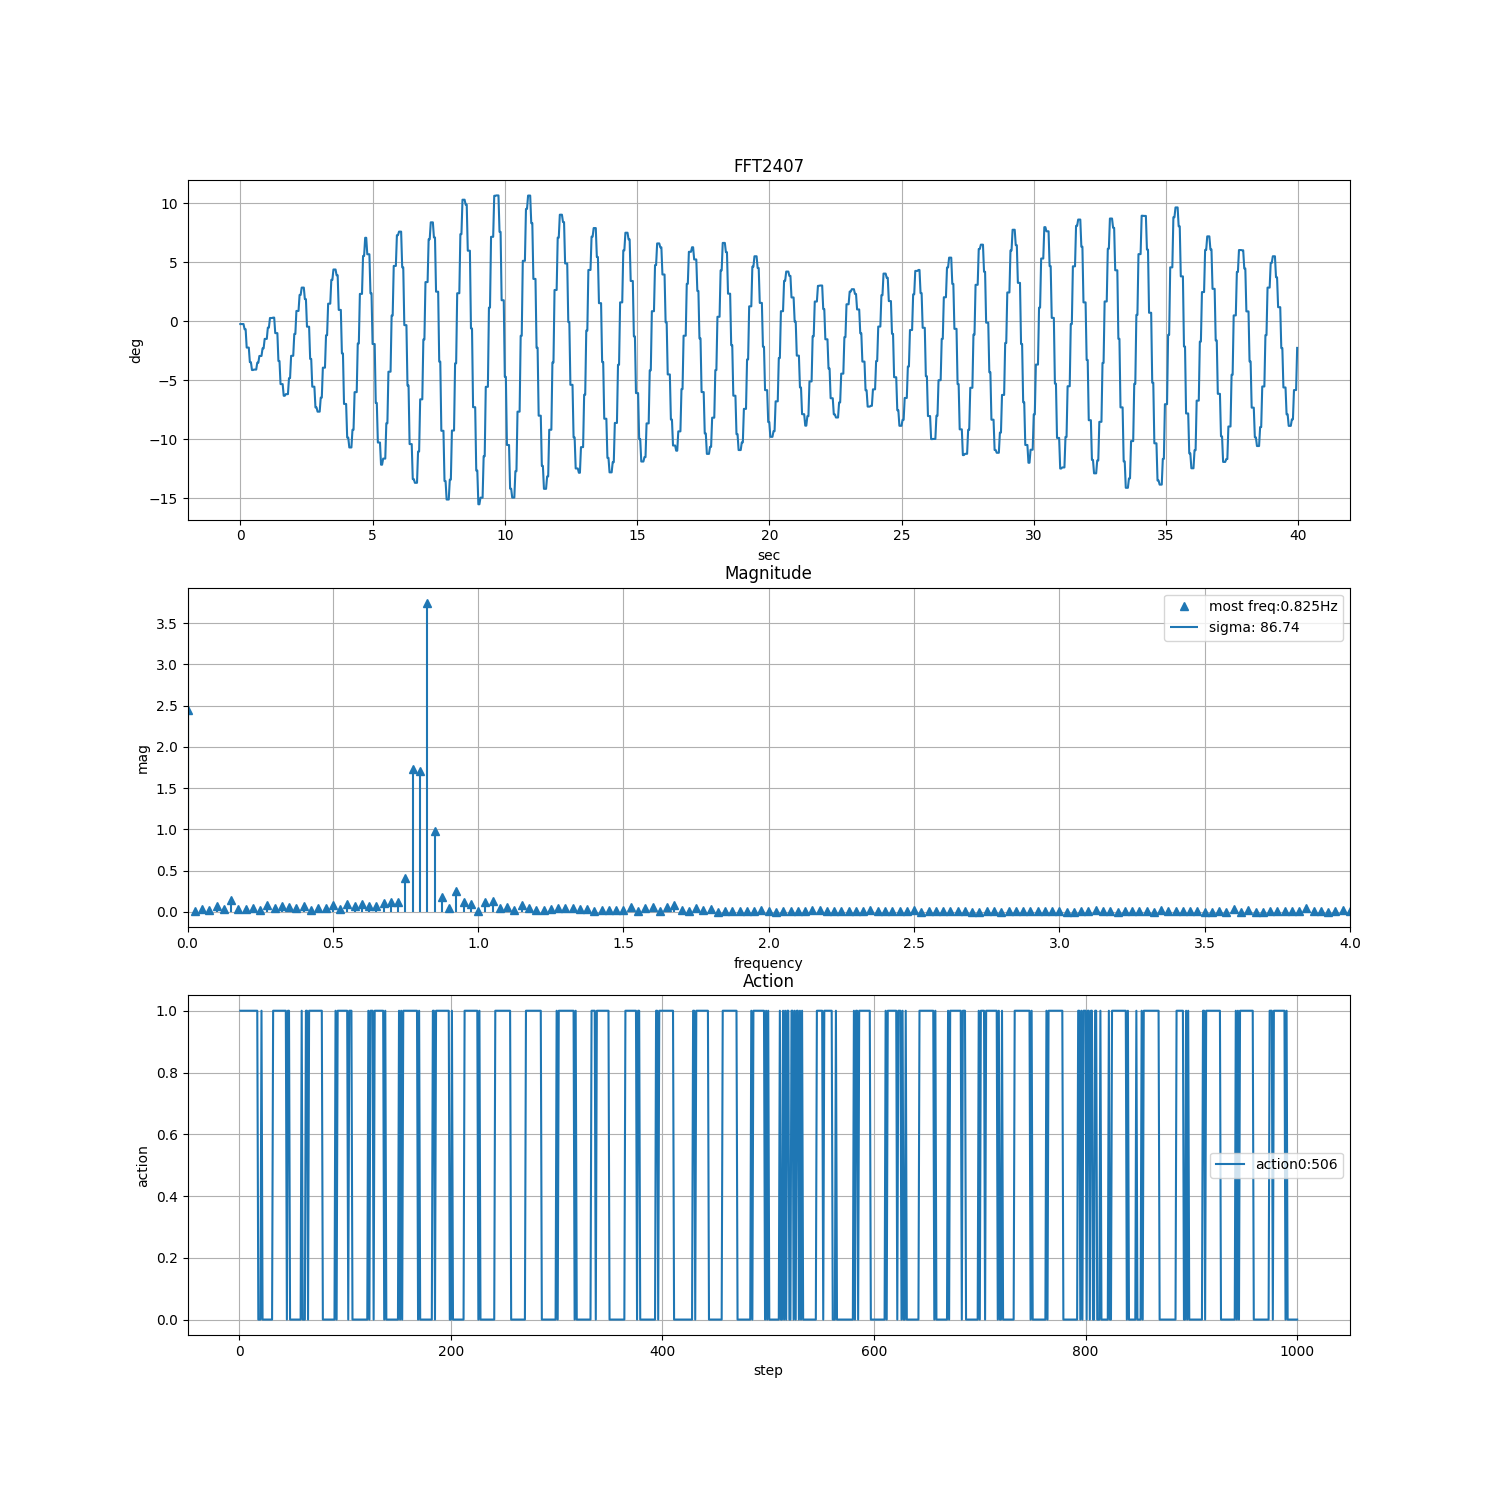 FFT2407
10
5
0
−5
−10
−15
deg
0 5 10 15 20 25 30 35 40
sec
Magnitude
most freq:0.825Hz
sigma: 86.74
3.5
3.0
2.5
2.0
1.5
1.0
0.5
0.0
mag
0.0 0.5 1.0 1.5 2.0 2.5 3.0 3.5 4.0
frequency
Action
1.0
0.8
0.6
0.4
0.2
0.0
action
action0:506
0 200 400 600 800 1000
step